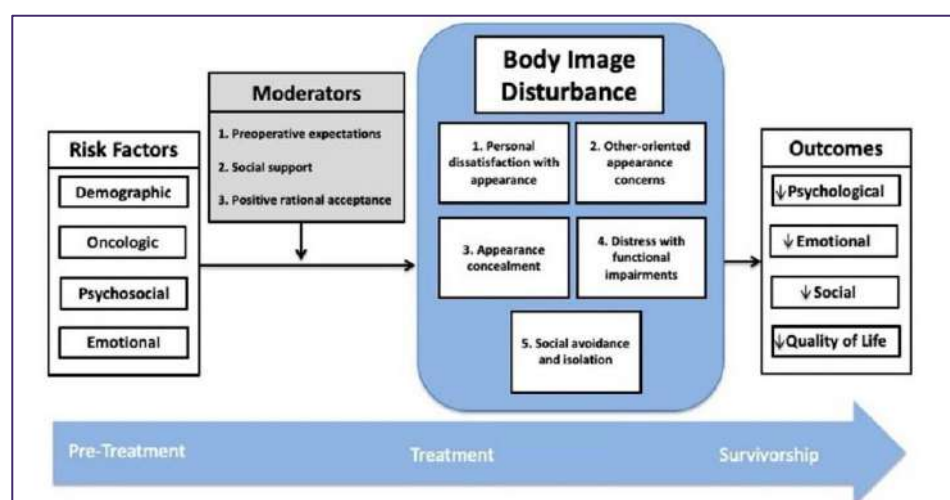 Risk Factors
Demographic
Oncologic
Psychosocial
Emotional
Moderators
1. Preoperative expectations
2. Social support
3. Positive rational acceptance
Body Image
Disturbance
1. Personal
dissatisfaction with
appearance
2. Other-oriented
appearance
concerns
3. Appearance
concealment
4. Distress with
functional
impairments
5. Social avoidance
and isolation
Outcomes
↓Psychological
↓Emotional
↓Social
↓Quality of Life
Pre-Treatment
Treatment
Survivorship